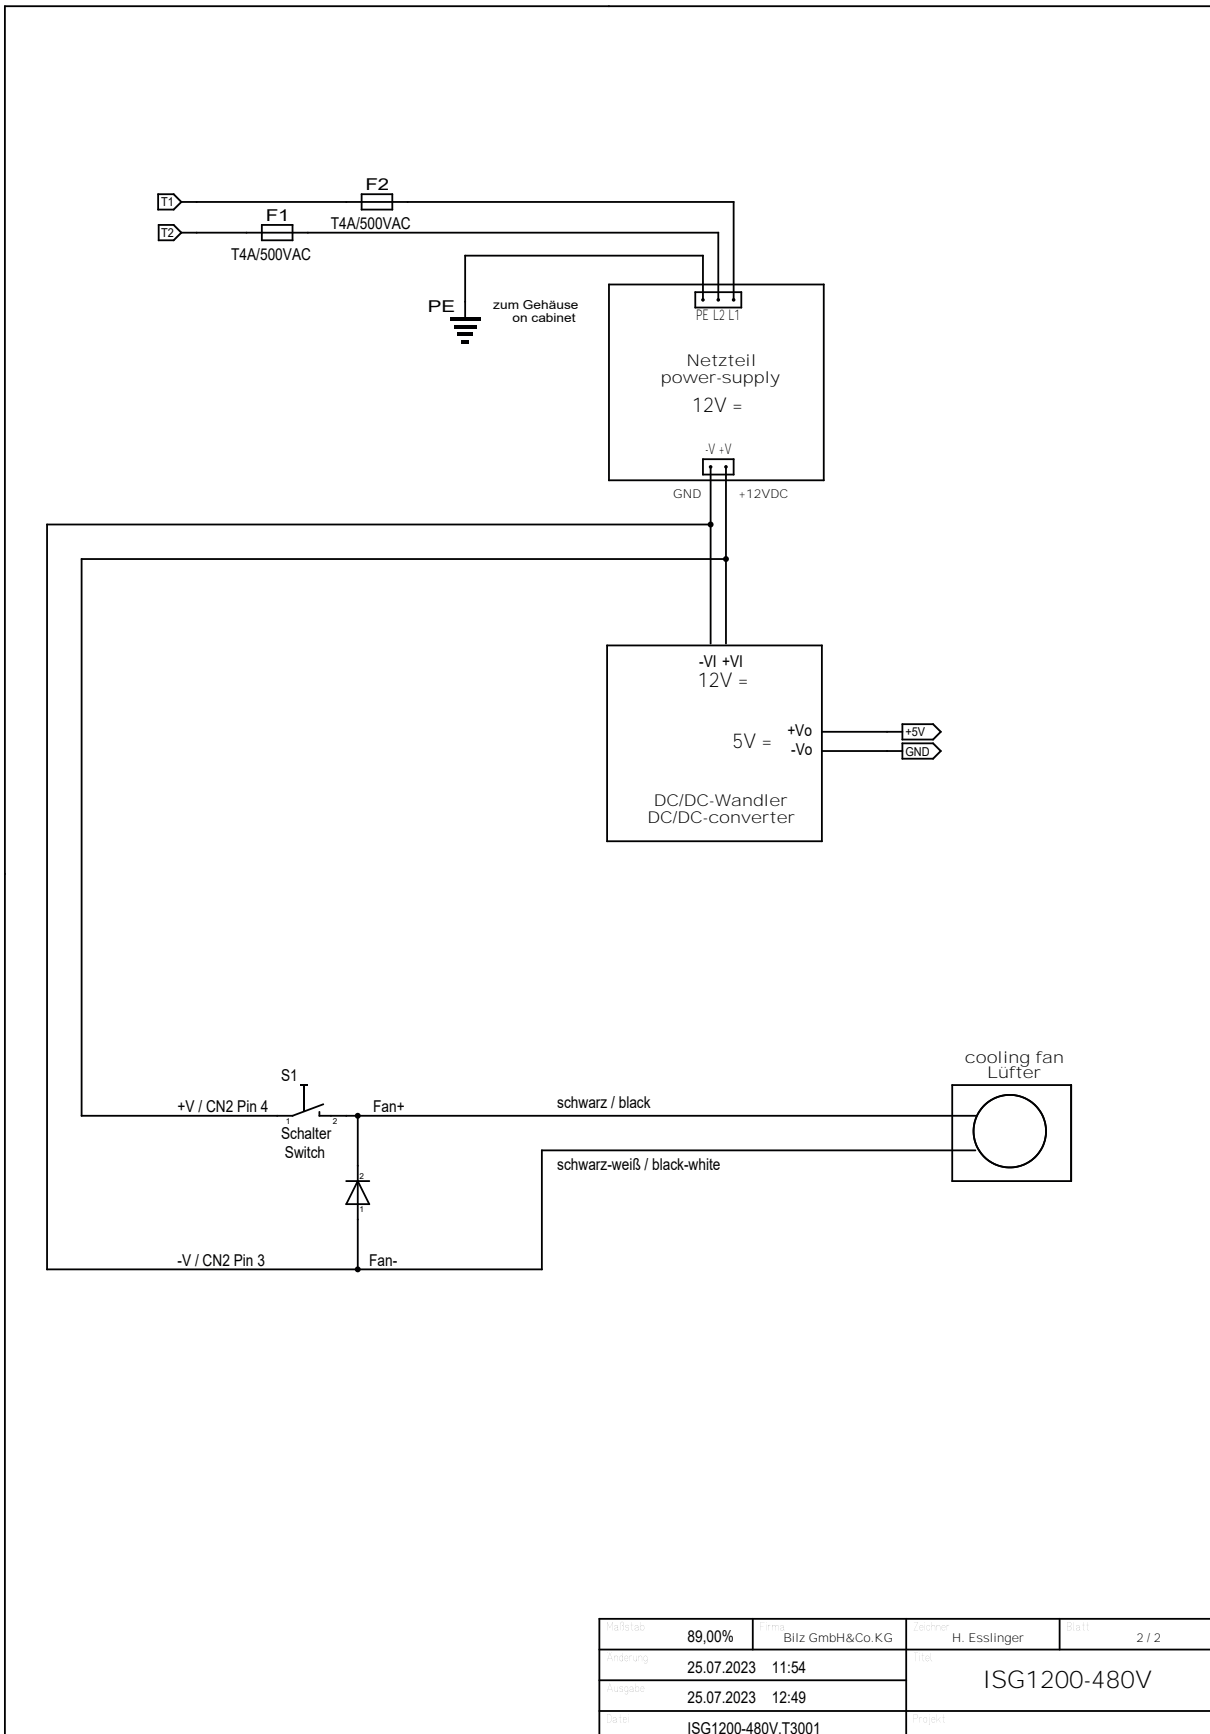 T1
F2
T4A/500VAC
T2
F1
T4A/500VAC
PE
zum Gehäuse
on cabinet
PE L2 L1
Netzteil
power-supply
12V =
-V +V
GND
+12VDC
-VI +VI
12V =
5V =
+Vo
-Vo
+5V
GND
DC/DC-Wandler
DC/DC-converter
cooling fan
Lüfter
S1
+V / CN2 Pin 4
1
2
Schalter
Switch
Fan+
schwarz / black
schwarz-weiß / black-white
2
1
-V / CN2 Pin 3
Fan-
Maßstab
89,00%
Firma
Bilz GmbH&Co.KG
Zeichner
H. Esslinger
Blatt
2 / 2
Änderung
25.07.2023 11:54
Titel
ISG1200-480V
Ausgabe
25.07.2023 12:49
Datei
ISG1200-480V.T3001
Projekt